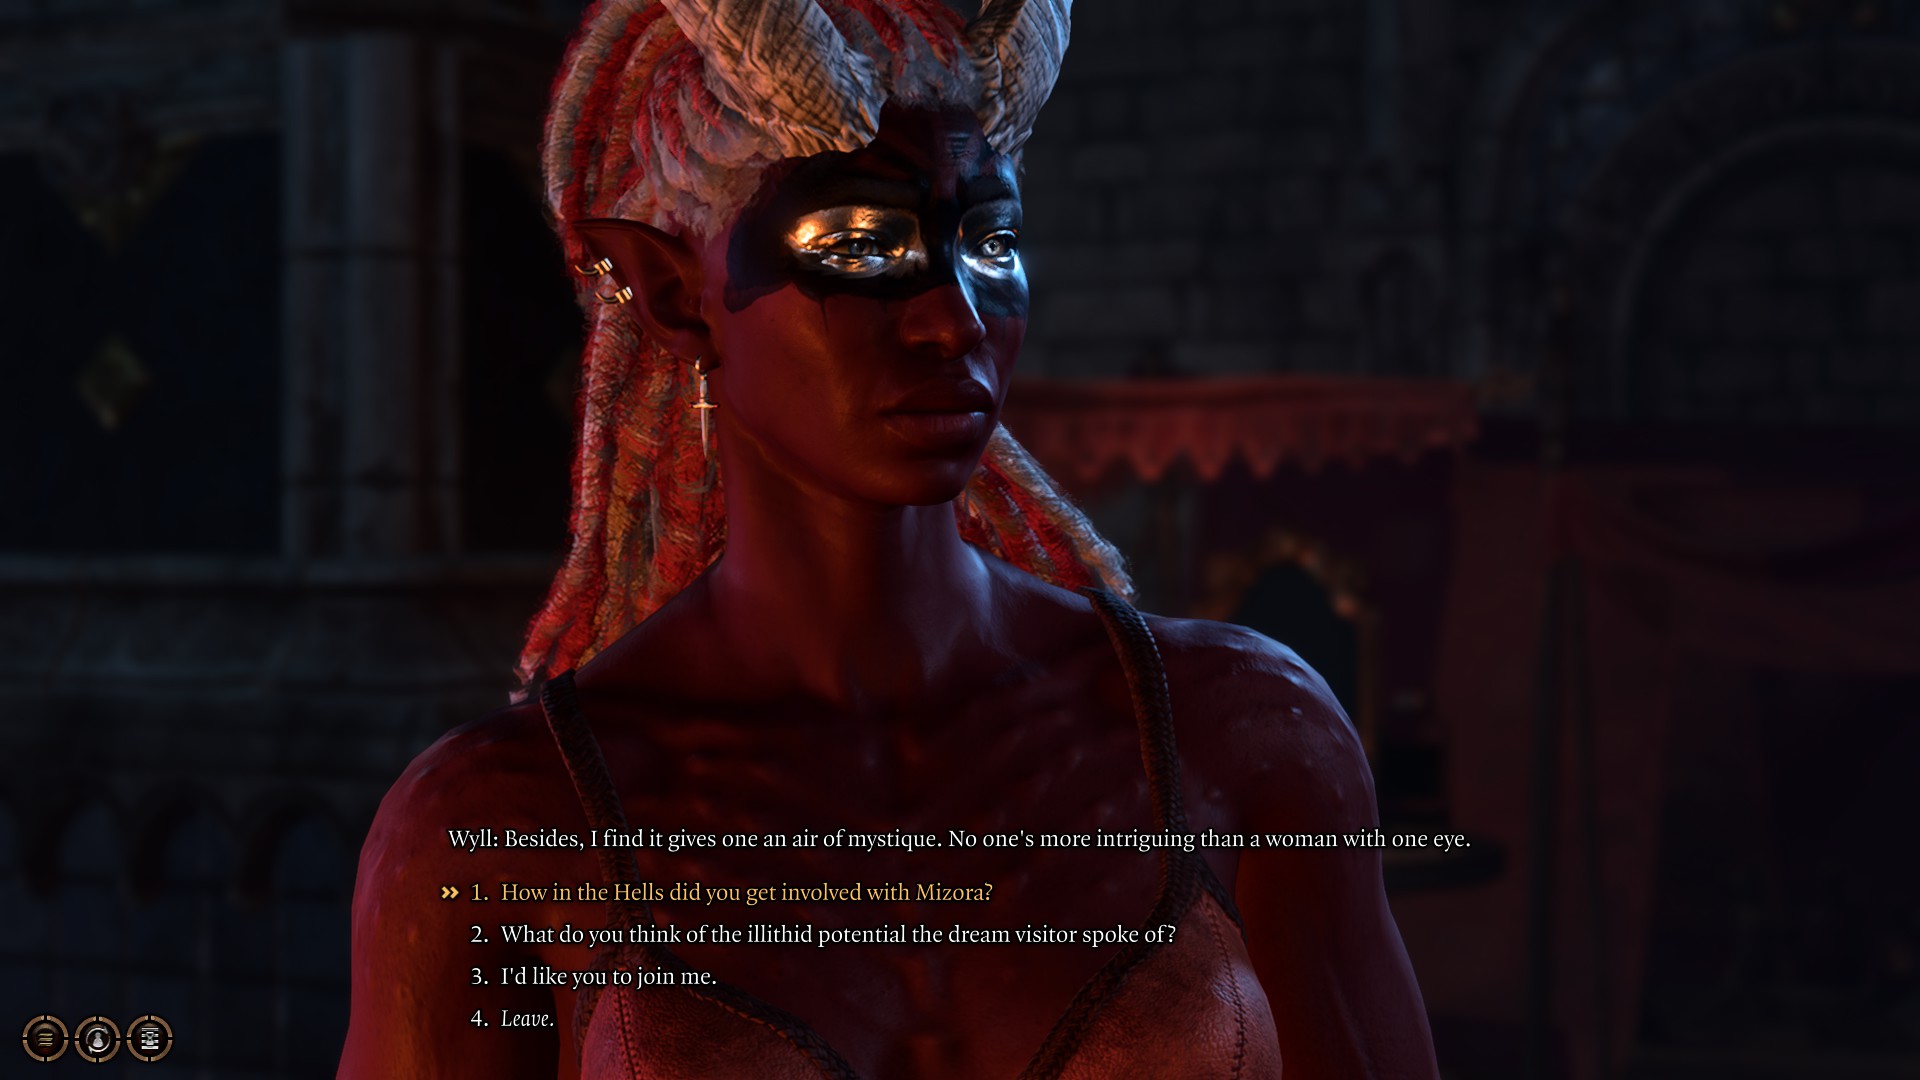 Wyll: Besides, I find it gives one an air of mystique. No one's more intriguing than a woman with one eye.
1. How in the Hells did you get involved with Mizora?
2. What do you think of the illithid potential the dream visitor spoke of?
3. I'd like you to join me.
4. Leave.